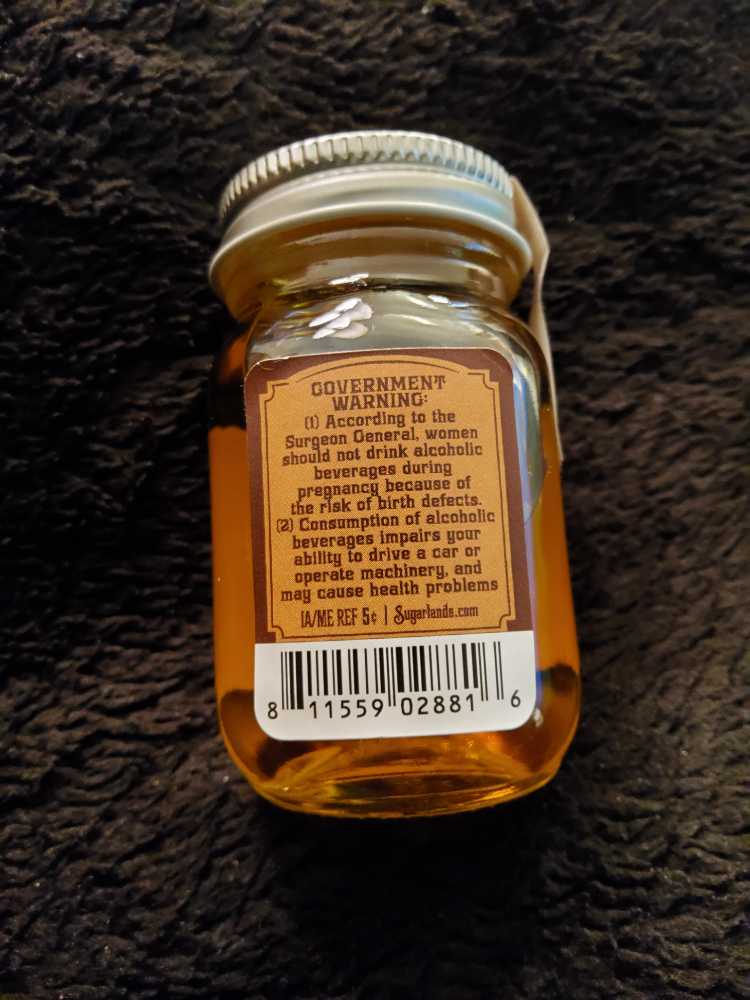 GOVERNMENT
WARNING:
(1) According to the
Surgeon General, women
should not drink alcoholic
beverages during
pregnancy because of
the risk of birth defects.
(2) Consumption of alcoholic
beverages impairs your
ability to drive a car or
operate machinery, and
may cause health problems
IA/ME REF 5¢ | Sugarlands.com
8 11559 02881 6